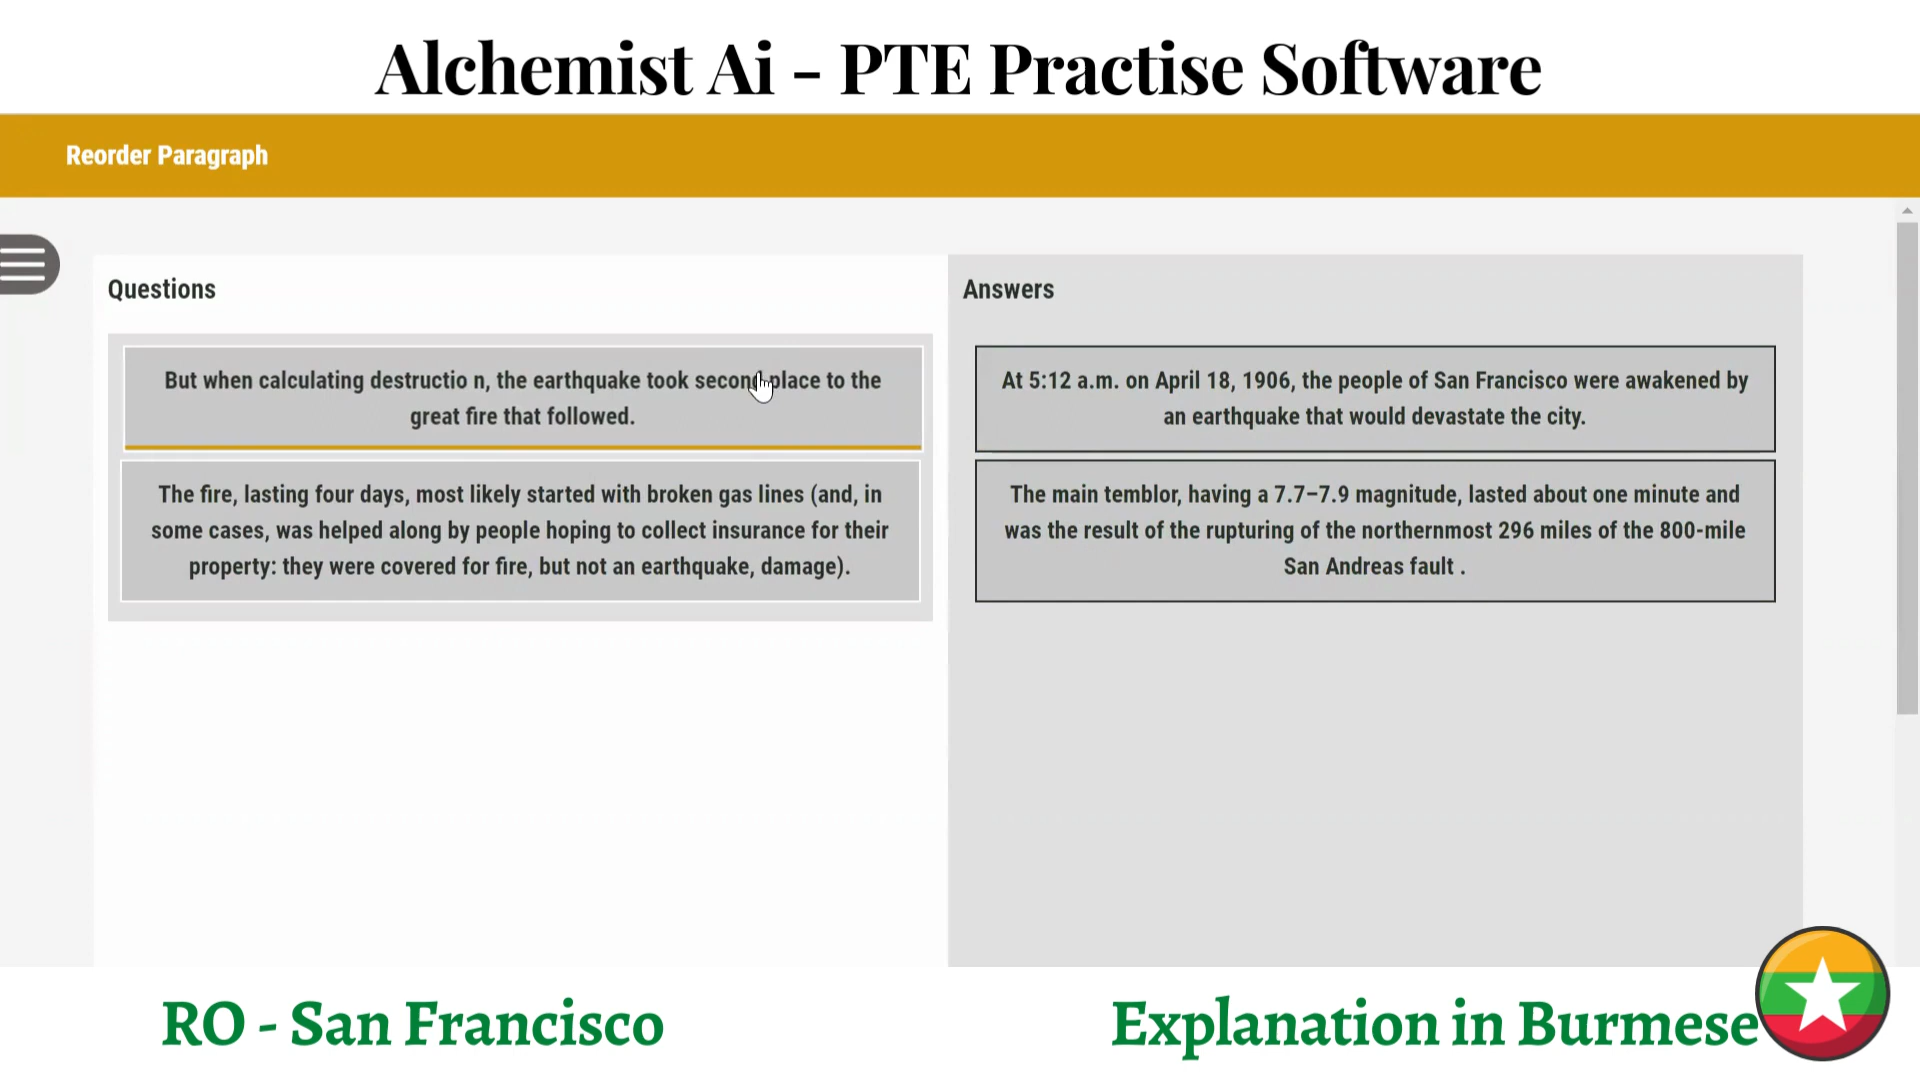 Alchemist Ai - PTE Practise Software
Reorder Paragraph
Questions
But when calculating destructio n, the earthquake took second place to the
great fire that followed.
The fire, lasting four days, most likely started with broken gas lines (and, in
some cases, was helped along by people hoping to collect insurance for their
property: they were covered for fire, but not an earthquake, damage).
Answers
At 5:12 a.m. on April 18, 1906, the people of San Francisco were awakened by
an earthquake that would devastate the city.
The main temblor, having a 7.7–7.9 magnitude, lasted about one minute and
was the result of the rupturing of the northernmost 296 miles of the 800-mile
San Andreas fault .
RO - San Francisco
Explanation in Burmese